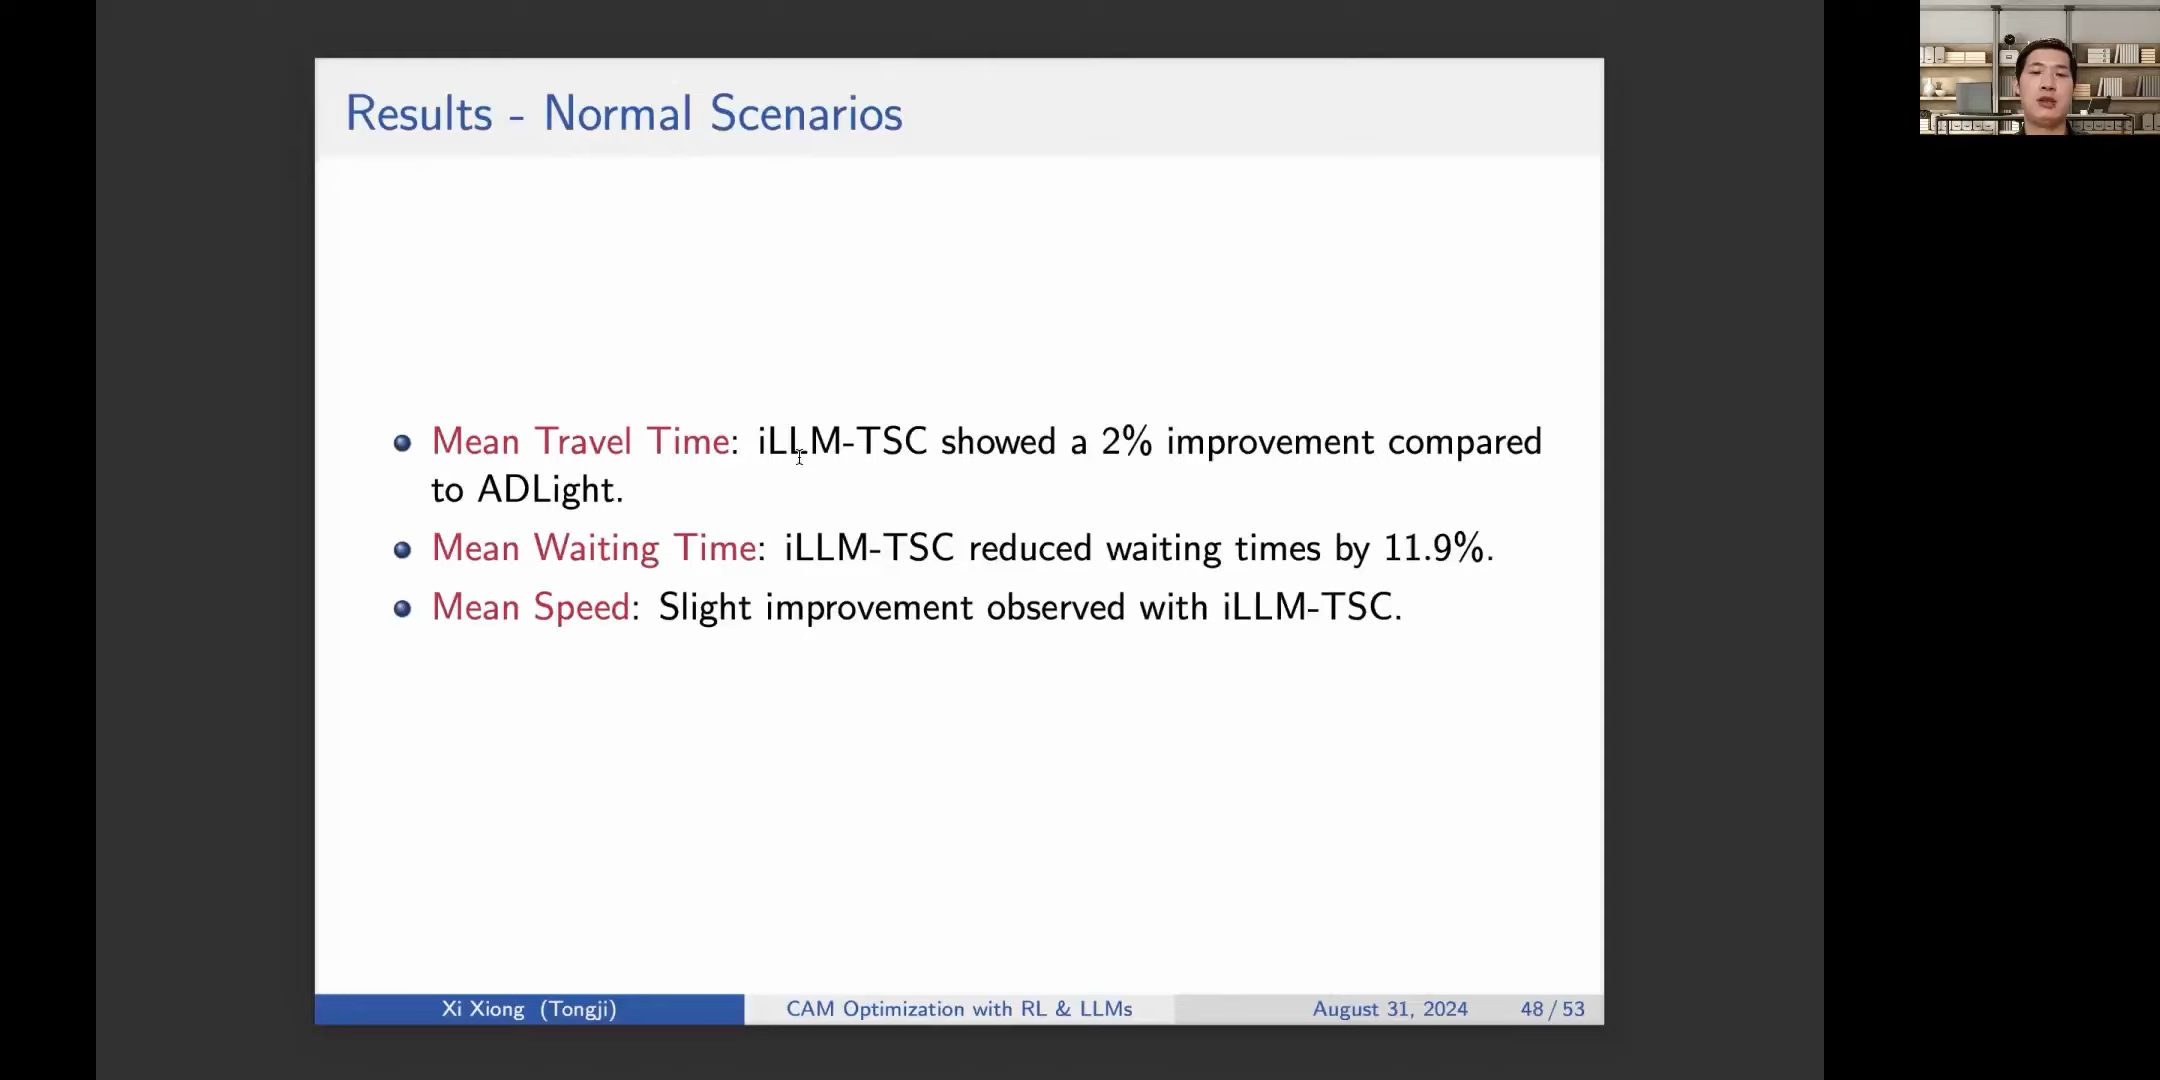 Results - Normal Scenarios
Mean Travel Time: iLLM-TSC showed a 2% improvement compared
to ADLight.
Mean Waiting Time: iLLM-TSC reduced waiting times by 11.9%.
Mean Speed: Slight improvement observed with iLLM-TSC.
Xi Xiong (Tongji)
CAM Optimization with RL & LLMs
August 31, 2024
48 / 53